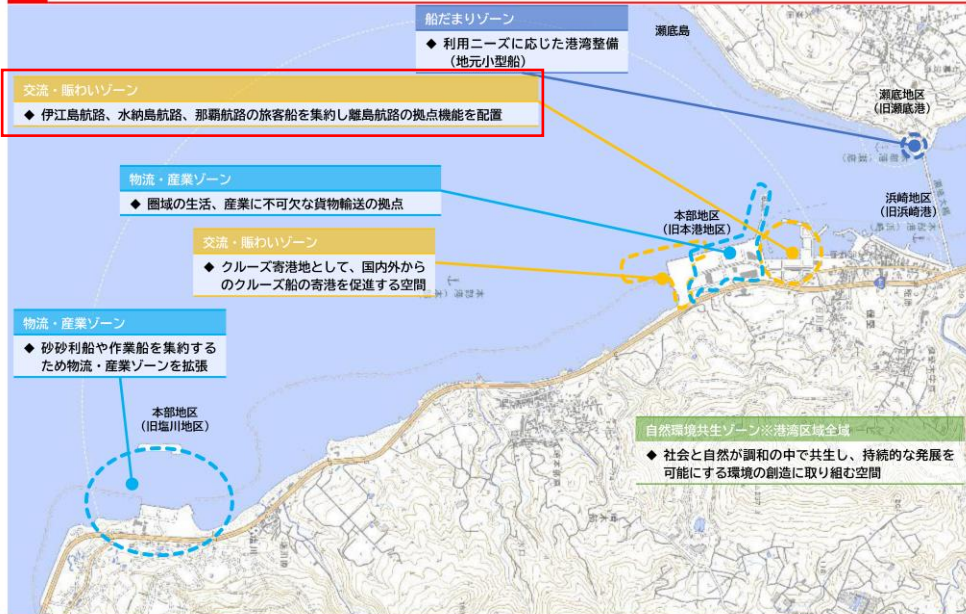 船だまりゾーン
◆ 利用ニーズに応じた港湾整備
（地元小型船）
瀬底島
交流・賑わいゾーン
◆ 伊江島航路、水納島航路、那覇航路の旅客船を集約し離島航路の拠点機能を配置
瀬底地区
（旧瀬底港）
物流・産業ゾーン
◆ 圏域の生活、産業に不可欠な貨物輸送の拠点
浜崎地区
（旧浜崎港）
本部地区
（旧本港地区）
交流・賑わいゾーン
◆ クルーズ寄港地として、国内外から
のクルーズ船の寄港を促進する空間
物流・産業ゾーン
◆ 砂砂利船や作業船を集約する
ため物流・産業ゾーンを拡張
本部地区
（旧塩川地区）
自然環境共生ゾーン※港湾区域全域
◆ 社会と自然が調和の中で共生し、持続的な発展を
可能にする環境の創造に取り組む空間